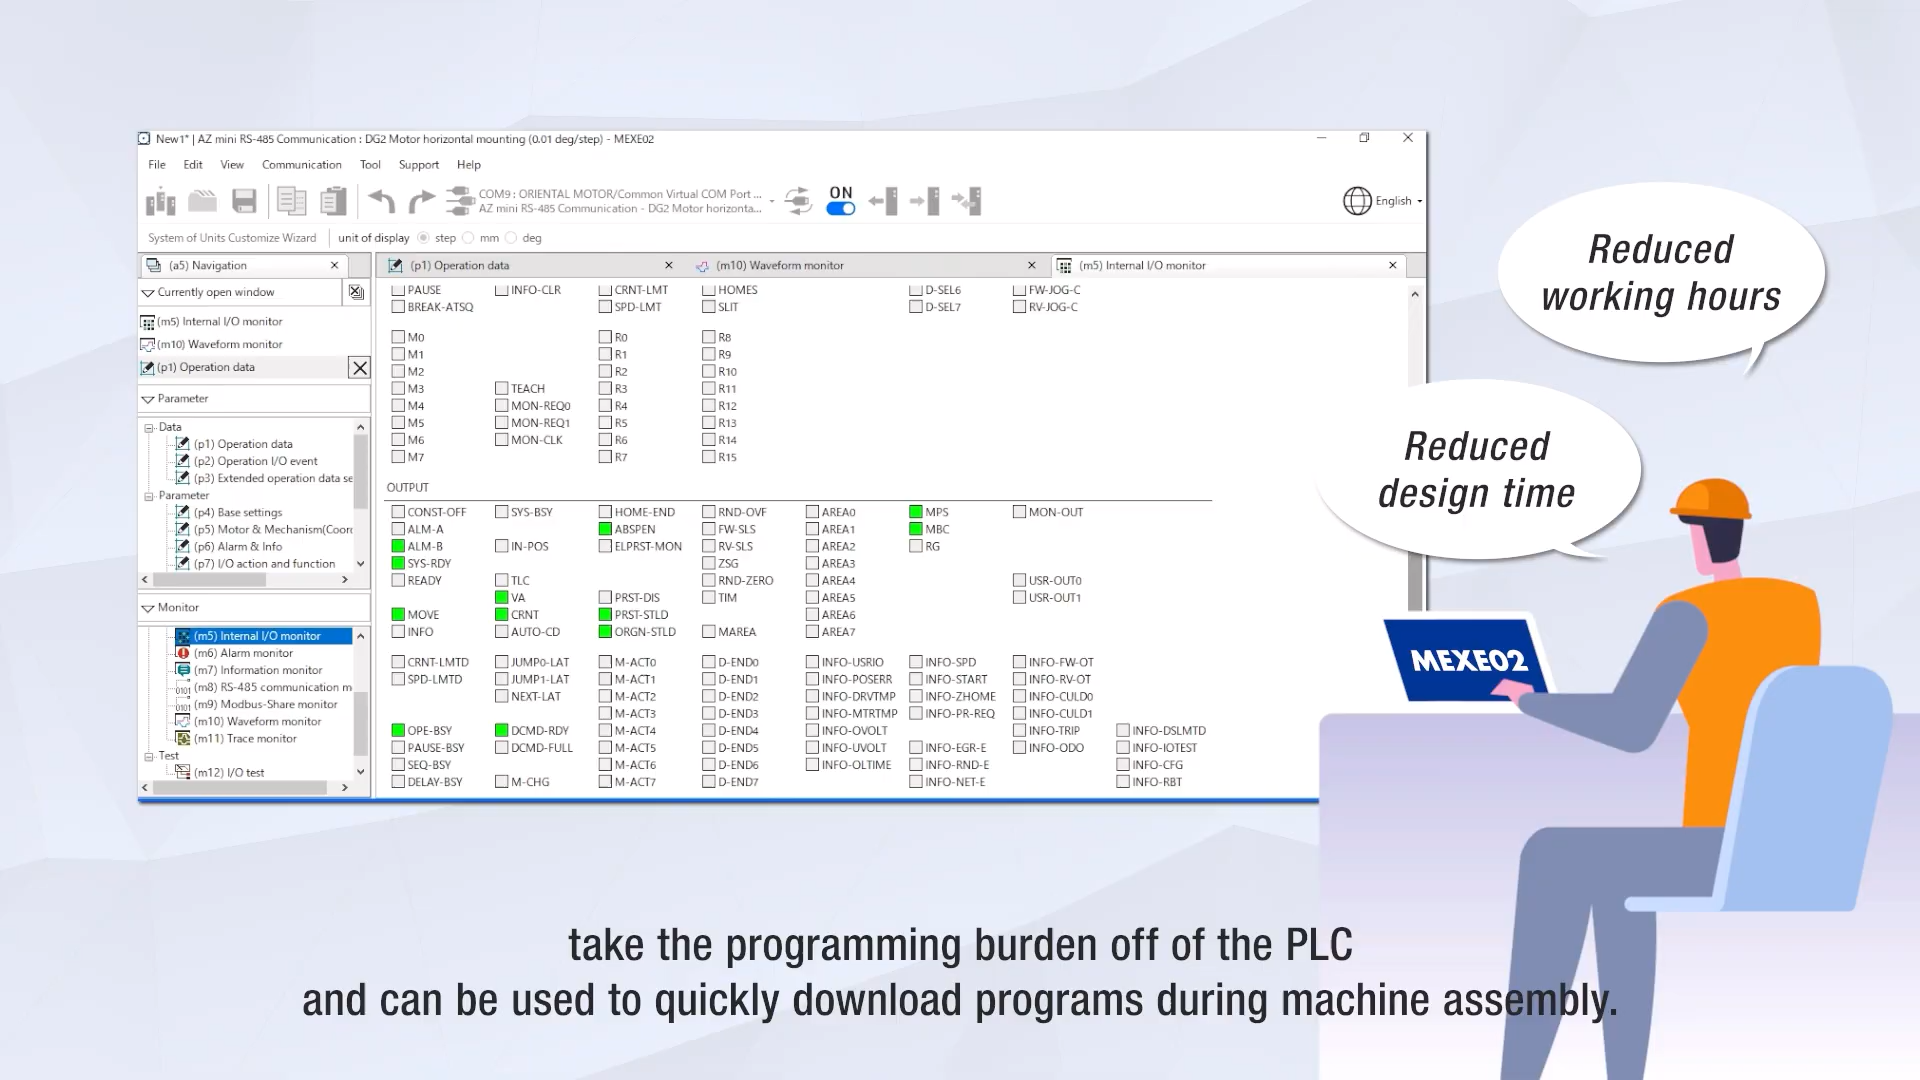 New1* | AZ mini RS-485 Communication : DG2 Motor horizontal mounting (0.01 deg/step) - MEXE02
File Edit View Communication Tool Support Help
COM9 : ORIENTAL MOTOR/Common Virtual COM Port ...
AZ mini RS-485 Communication - DG2 Motor horizonta...
ON
English
System of Units Customize Wizard unit of display step mm deg
(a5) Navigation
(p1) Operation data
(m10) Waveform monitor
(m5) Internal I/O monitor
Currently open window
(m5) Internal I/O monitor
(m10) Waveform monitor
(p1) Operation data
Parameter
Data
(p1) Operation data
(p2) Operation I/O event
(p3) Extended operation data se
Parameter
(p4) Base settings
(p5) Motor & Mechanism(Coord
(p6) Alarm & Info
(p7) I/O action and function
Monitor
(m5) Internal I/O monitor
(m6) Alarm monitor
(m7) Information monitor
(m8) RS-485 communication m
(m9) Modbus-Share monitor
(m10) Waveform monitor
(m11) Trace monitor
Test
(m12) I/O test
PAUSE INFO-CLR CRNT-LMT HOMES D-SEL6 FW-JOG-C
BREAK-ATSQ SPD-LMT SLIT D-SEL7 RV-JOG-C
M0 R0 R8
M1 R1 R9
M2 R2 R10
M3 TEACH R3 R11
M4 MON-REQ0 R4 R12
M5 MON-REQ1 R5 R13
M6 MON-CLK R6 R14
M7 R7 R15
OUTPUT
CONST-OFF SYS-BSY HOME-END RND-OVF AREA0 MPS MON-OUT
ALM-A ABSPEN FW-SLS AREA1 MBC
ALM-B IN-POS ELPRST-MON RV-SLS AREA2 RG
SYS-RDY ZSG AREA3
READY TLC RND-ZERO AREA4 USR-OUT0
VA PRST-DIS TIM AREA5 USR-OUT1
MOVE CRNT PRST-STLD AREA6
INFO AUTO-CD ORGN-STLD MAREA AREA7
CRNT-LMTD JUMP0-LAT M-ACT0 D-END0 INFO-USRIO INFO-SPD INFO-FW-OT
SPD-LMTD JUMP1-LAT M-ACT1 D-END1 INFO-POSERR INFO-START INFO-RV-OT
NEXT-LAT M-ACT2 D-END2 INFO-DRVTMP INFO-ZHOME INFO-CULD0
M-ACT3 D-END3 INFO-MTRTMP INFO-PR-REQ INFO-CULD1
OPE-BSY DCMD-RDY M-ACT4 D-END4 INFO-OVOLT INFO-TRIP INFO-DSLMTD
PAUSE-BSY DCMD-FULL M-ACT5 D-END5 INFO-UVOLT INFO-EGR-E INFO-ODO INFO-IOTEST
SEQ-BSY M-ACT6 D-END6 INFO-OLTIME INFO-RND-E INFO-CFG
DELAY-BSY M-CHG M-ACT7 D-END7 INFO-NET-E INFO-RBT
Reduced
working hours
Reduced
design time
MEXE02
take the programming burden off of the PLC
and can be used to quickly download programs during machine assembly.